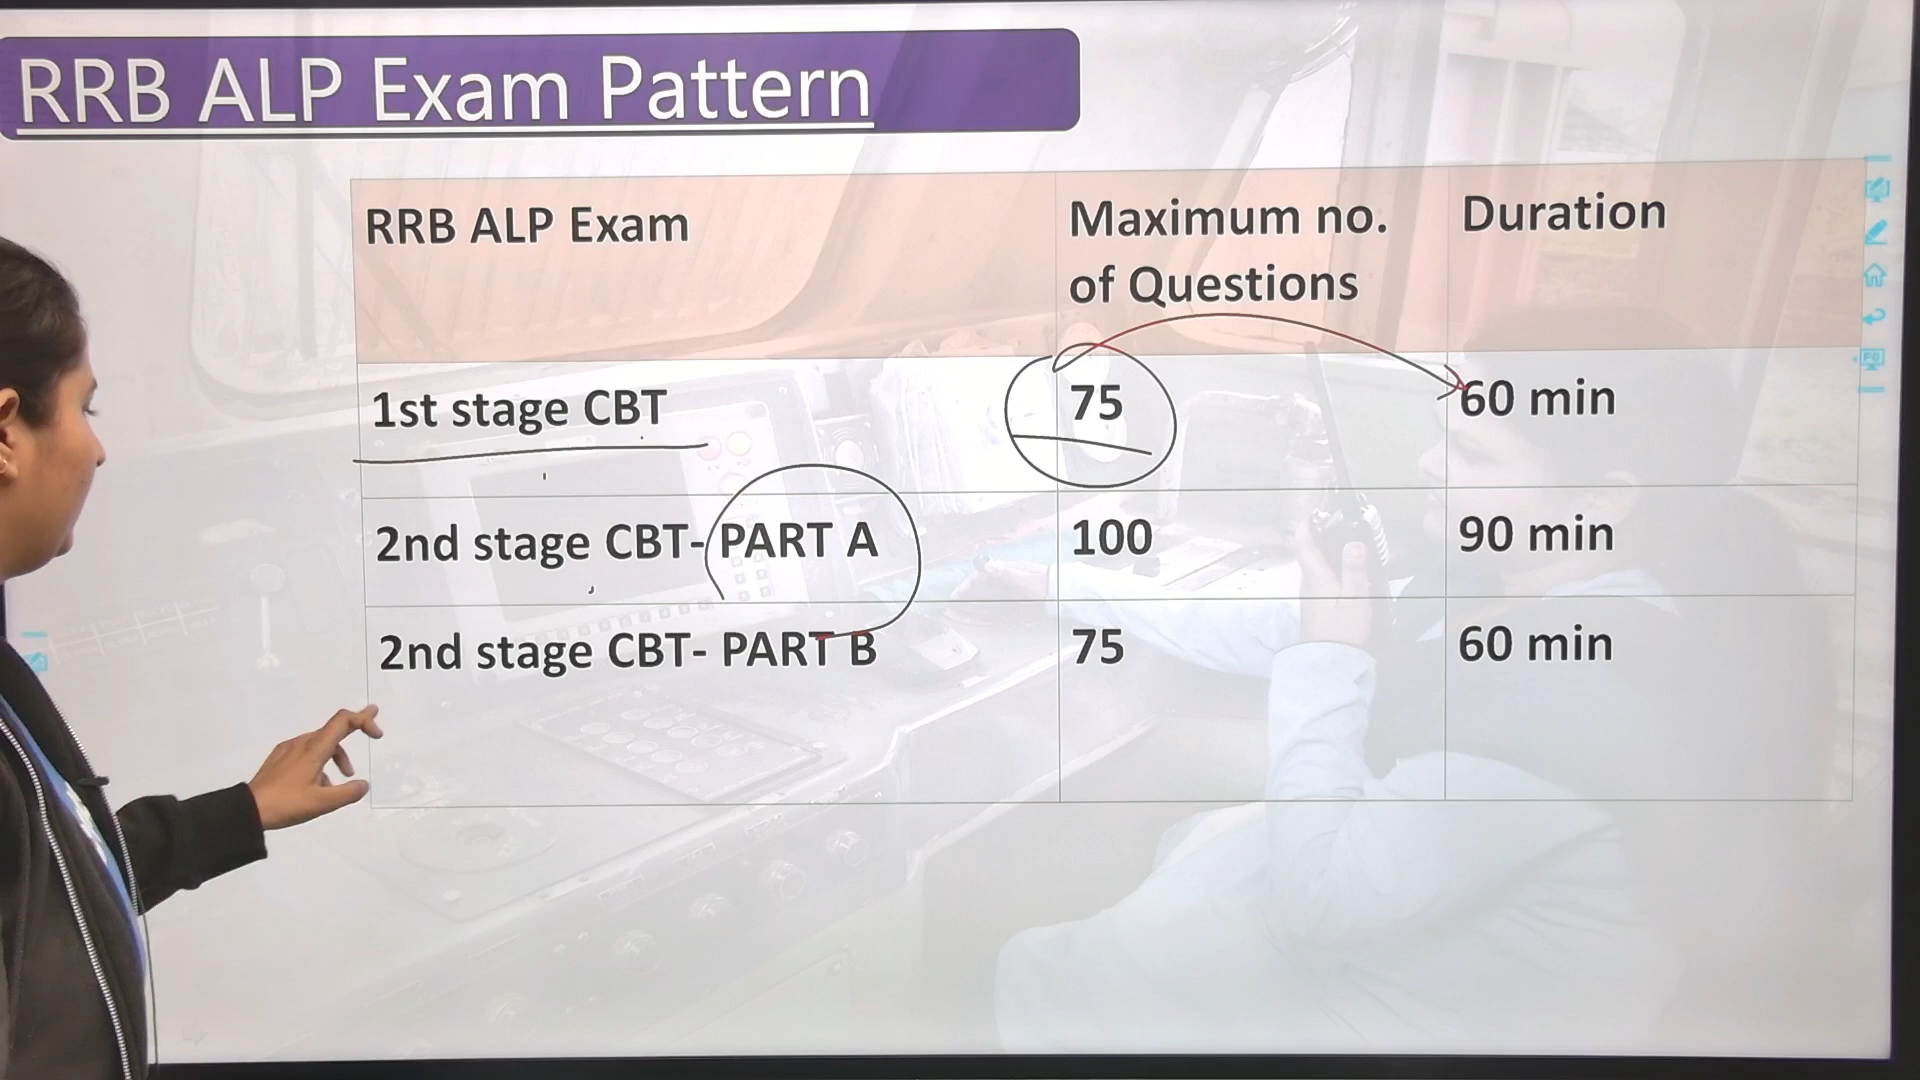 RRB ALP Exam Pattern
RRB ALP Exam
Maximum no.
of Questions
Duration
1st stage CBT
75
60 min
2nd stage CBT- PART A
100
90 min
2nd stage CBT- PART B
75
60 min